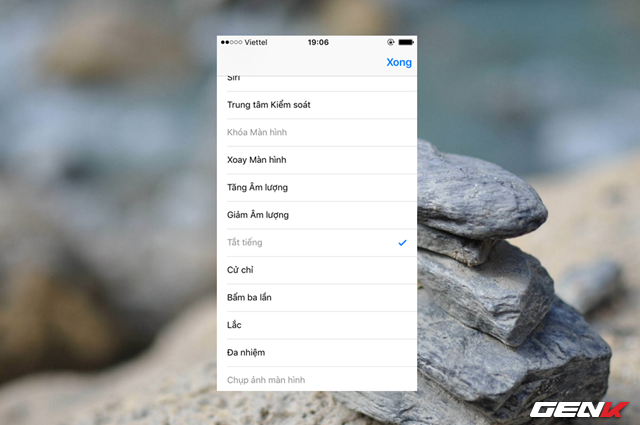 Viettel 19:06
Xong
Siri
Trung tâm Kiểm soát
Khóa Màn hình
Xoay Màn hình
Tăng Âm lượng
Giảm Âm lượng
Tắt tiếng
Cử chỉ
Bấm ba lần
Lắc
Đa nhiệm
Chụp ảnh màn hình
GENK